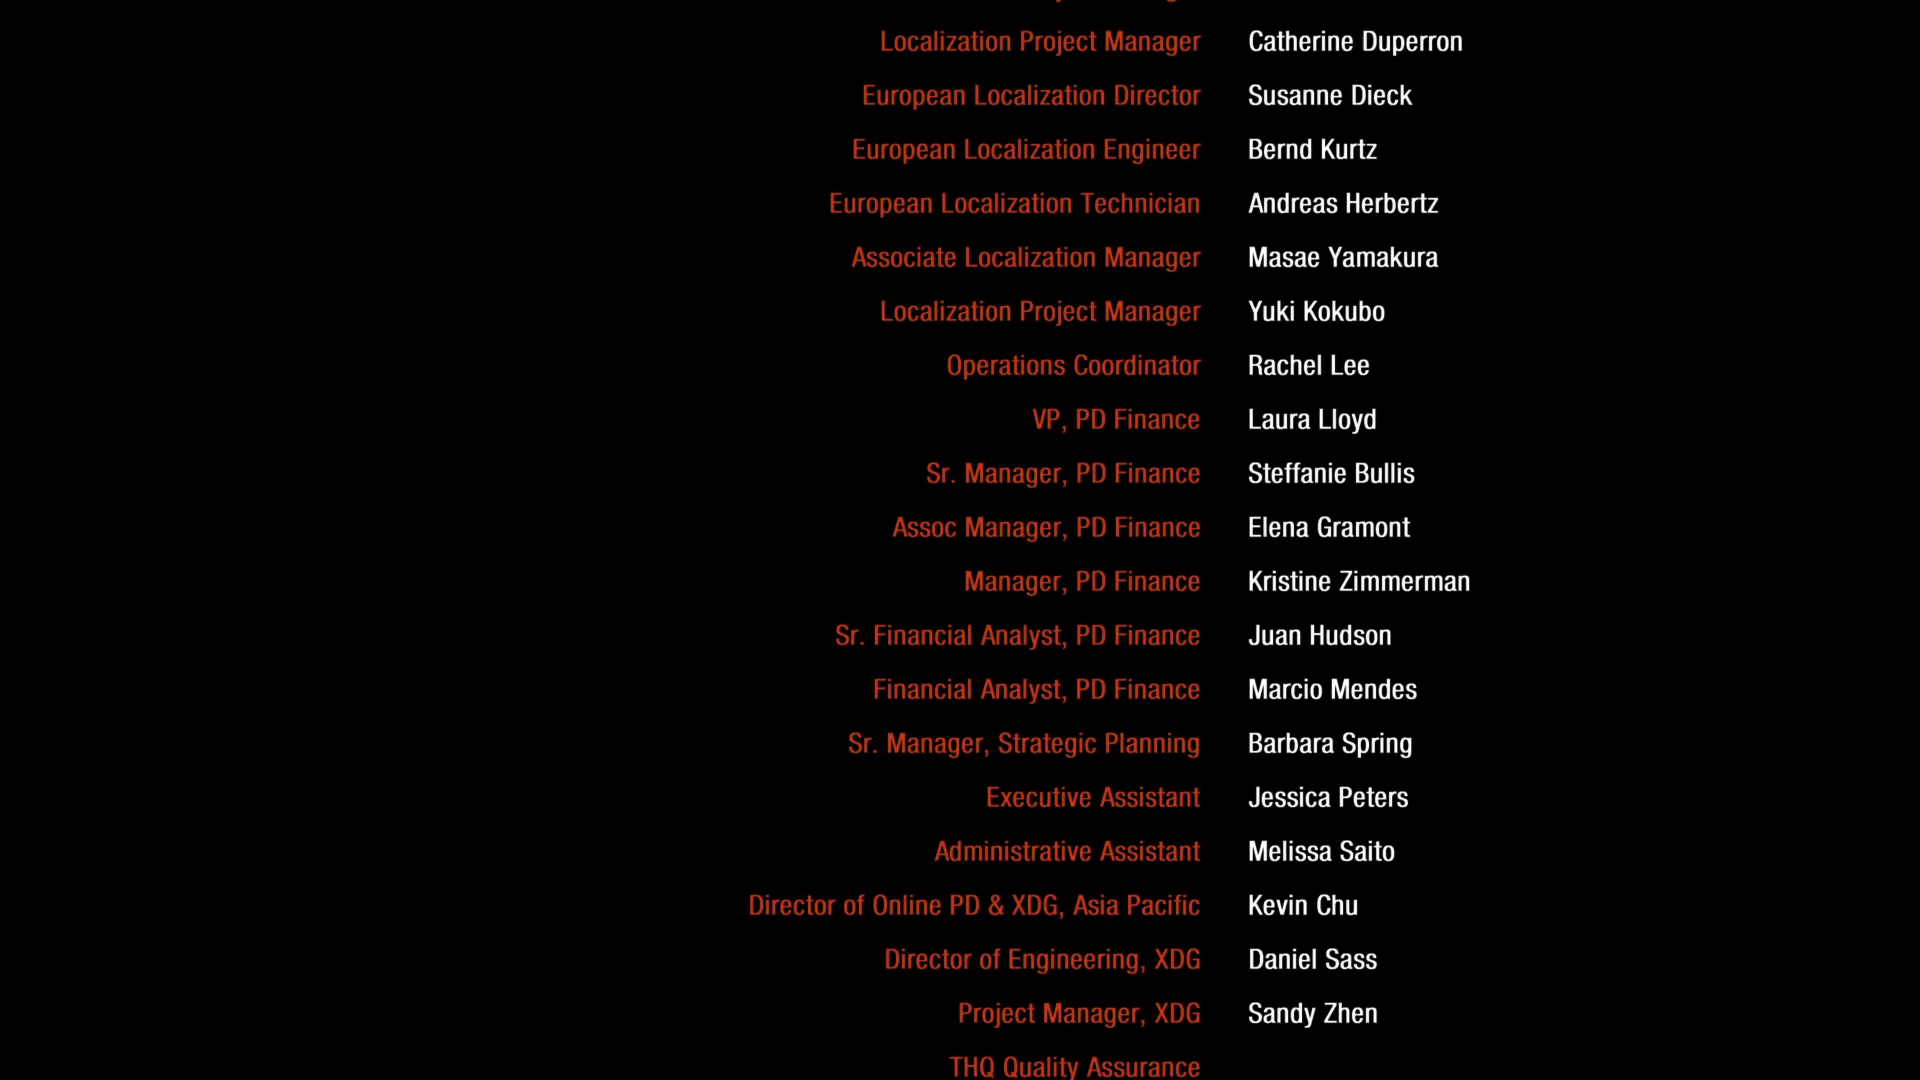 Localization Project Manager Catherine Duperron
European Localization Director Susanne Dieck
European Localization Engineer Bernd Kurtz
European Localization Technician Andreas Herbertz
Associate Localization Manager Masae Yamakura
Localization Project Manager Yuki Kokubo
Operations Coordinator Rachel Lee
VP, PD Finance Laura Lloyd
Sr. Manager, PD Finance Steffanie Bullis
Assoc Manager, PD Finance Elena Gramont
Manager, PD Finance Kristine Zimmerman
Sr. Financial Analyst, PD Finance Juan Hudson
Financial Analyst, PD Finance Marcio Mendes
Sr. Manager, Strategic Planning Barbara Spring
Executive Assistant Jessica Peters
Administrative Assistant Melissa Saito
Director of Online PD & XDG, Asia Pacific Kevin Chu
Director of Engineering, XDG Daniel Sass
Project Manager, XDG Sandy Zhen
THQ Quality Assurance